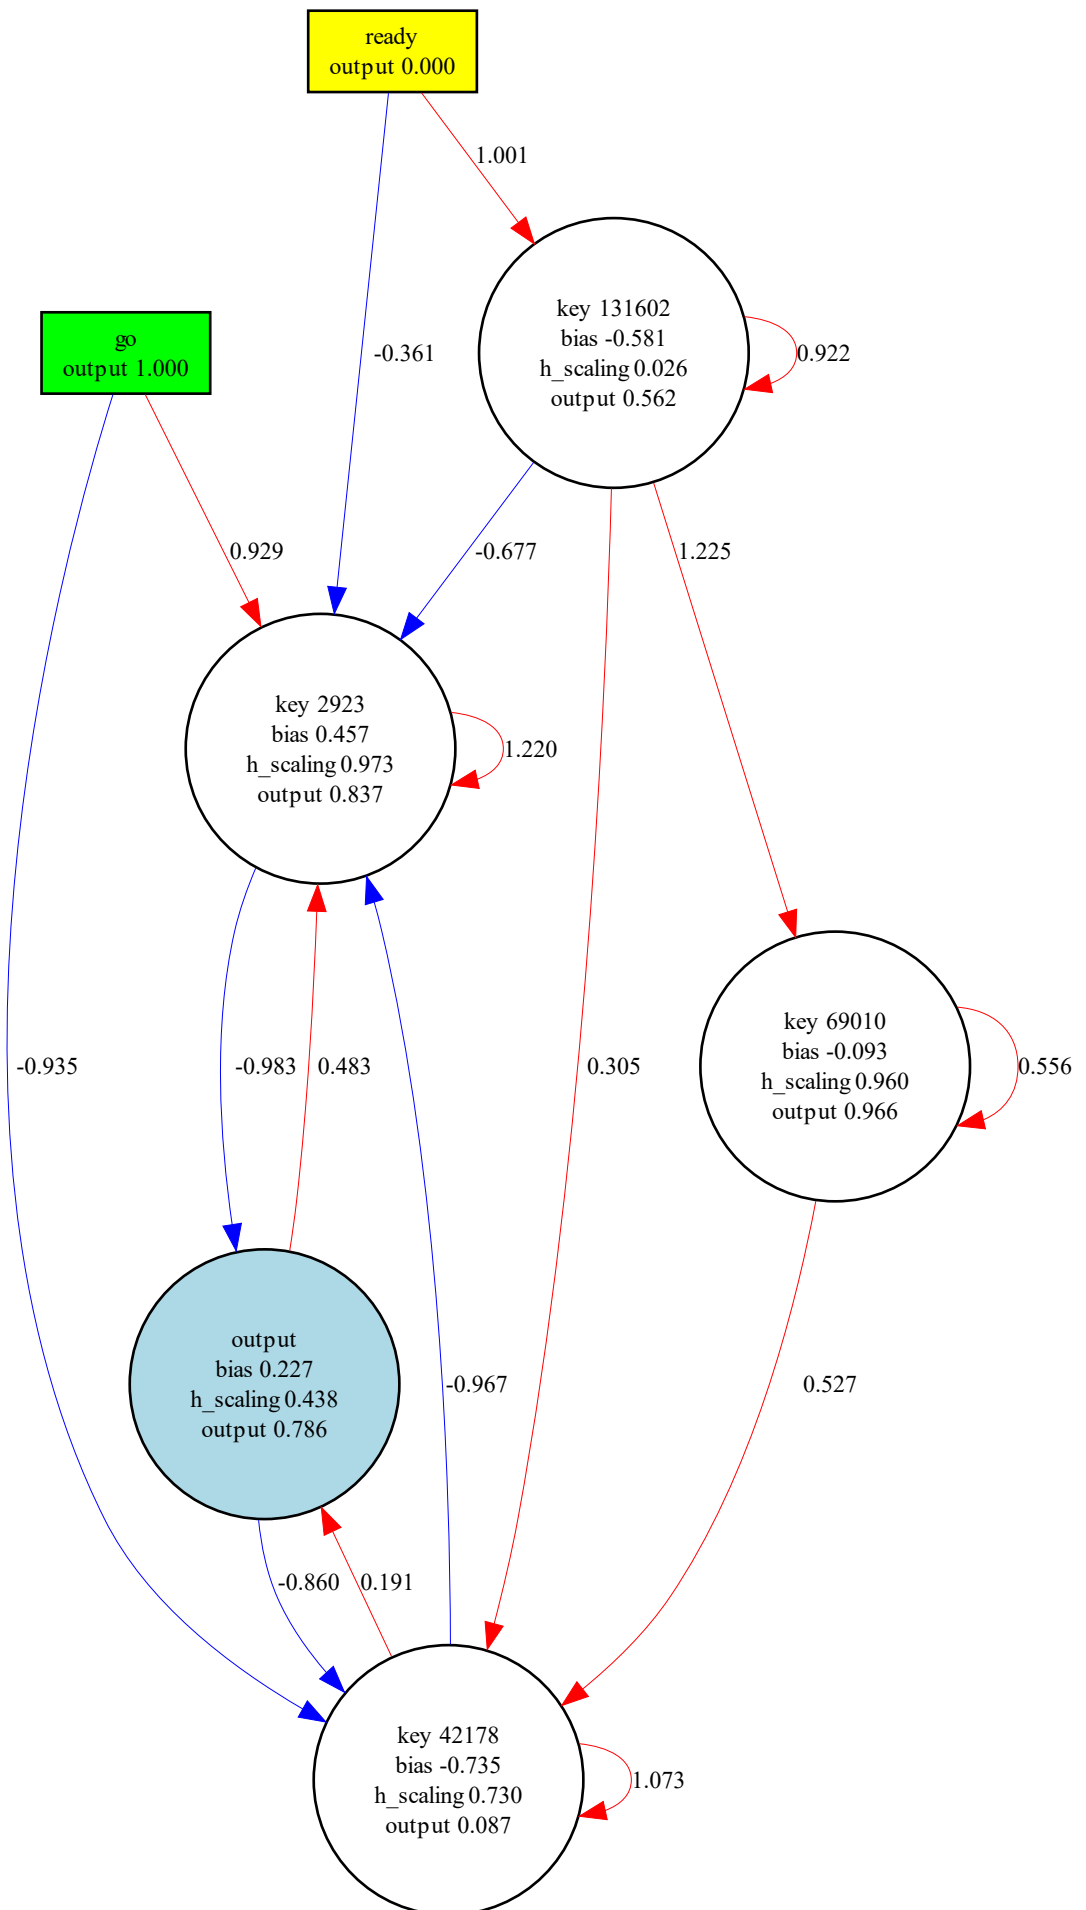 ready
output 0.000
1.001
go
output 1.000
-0.361
key 131602
bias -0.581
h_scaling 0.026
output 0.562
0.922
0.929
-0.677
1.225
key 2923
bias 0.457
h_scaling 0.973
output 0.837
1.220
key 69010
bias -0.093
h_scaling 0.960
output 0.966
0.556
-0.935
-0.983
0.483
0.305
output
bias 0.227
h_scaling 0.438
output 0.786
-0.967
0.527
-0.860
0.191
key 42178
bias -0.735
h_scaling 0.730
output 0.087
1.073